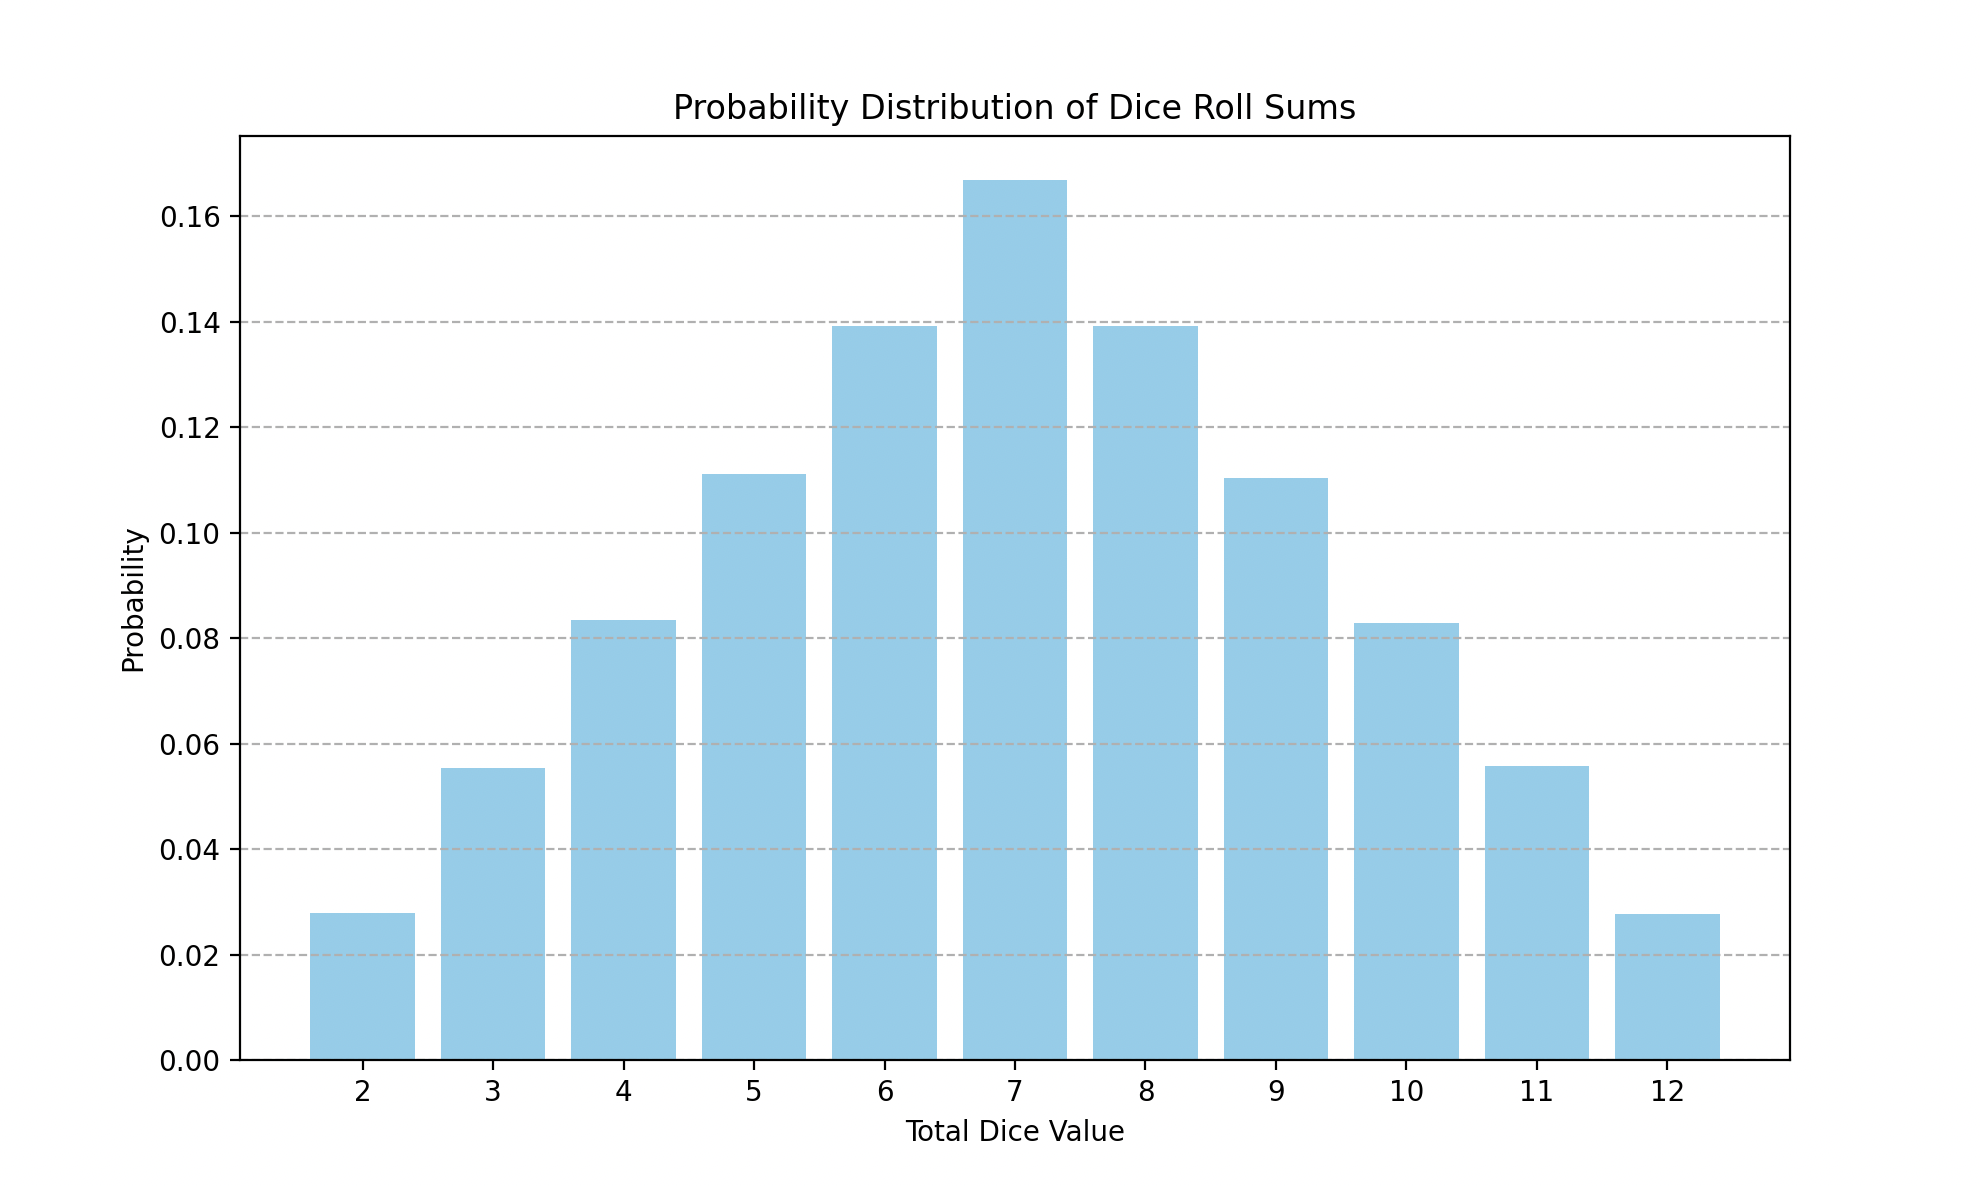 Probability Distribution of Dice Roll Sums
Probability
0.16
0.14
0.12
0.10
0.08
0.06
0.04
0.02
0.00
2 3 4 5 6 7 8 9 10 11 12
Total Dice Value